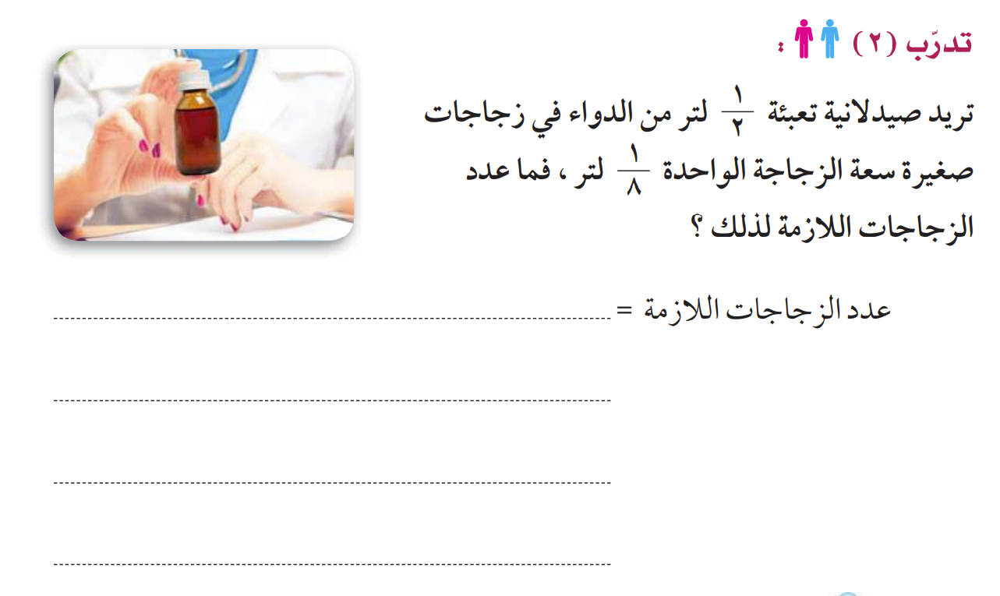 تدرّب (٢) :
تريد صيدلانية تعبئة ١/٢ لتر من الدواء في زجاجات
صغيرة سعة الزجاجة الواحدة ١/٨ لتر ، فما عدد
الزجاجات اللازمة لذلك ؟
عدد الزجاجات اللازمة =